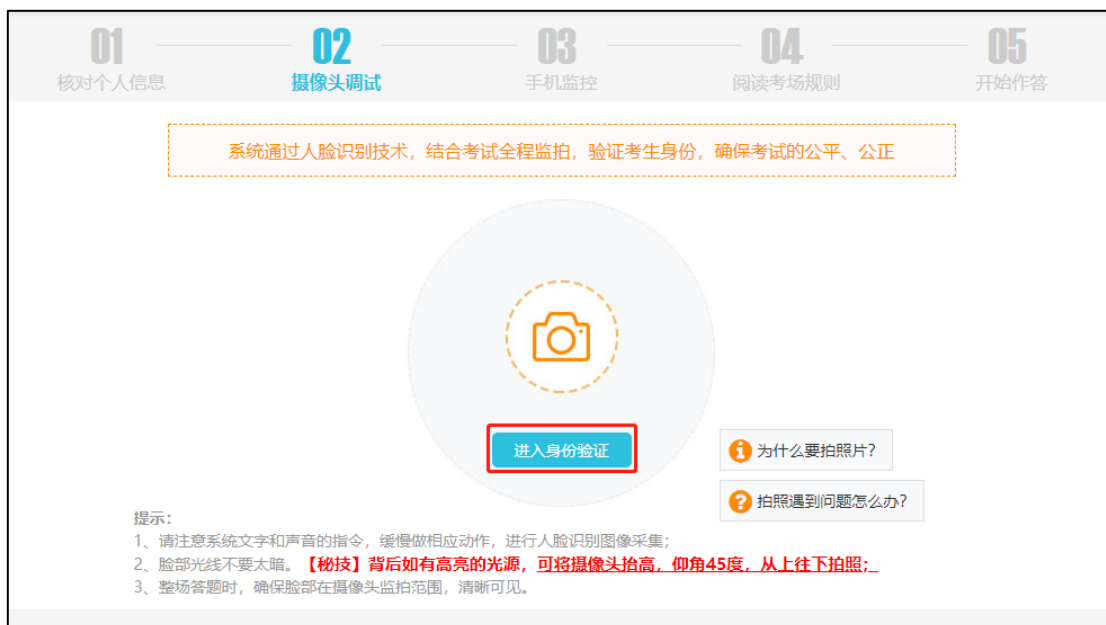 01
核对个人信息
02
摄像头调试
03
手机监控
04
阅读考场规则
05
开始作答
系统通过人脸识别技术，结合考试全程监拍，验证考生身份，确保考试的公平、公正
进入身份验证
为什么要拍照片？
拍照遇到问题怎么办？
提示：
1、请注意系统文字和声音的指令，缓慢做相应动作，进行人脸识别图像采集；
2、脸部光线不要太暗。【秘技】背后如有高亮的光源，可将摄像头抬高，仰角45度，从上往下拍照；
3、整场答题时，确保脸部在摄像头监拍范围，清晰可见。